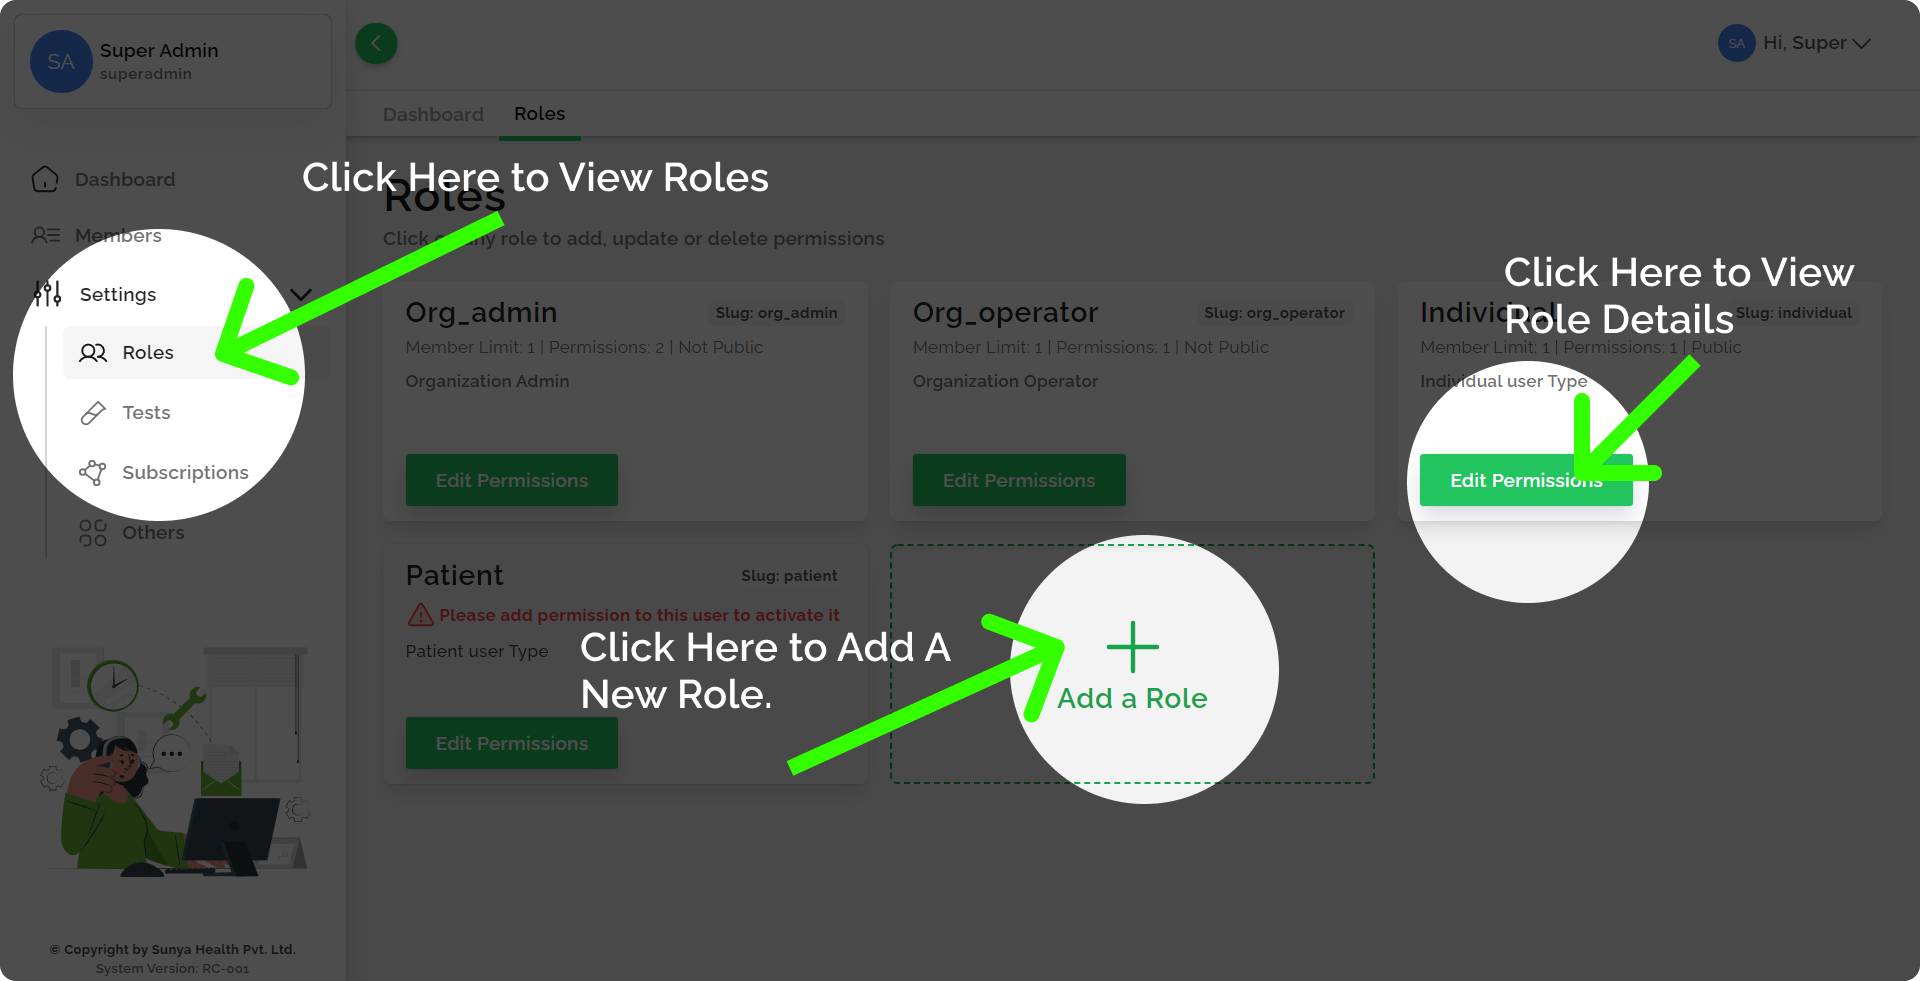 SA
Super Admin
superadmin
SA Hi, Super
Dashboard
Roles
Dashboard
Members
Settings
Roles
Tests
Subscriptions
Others
Click Here to View Roles
Roles
Click on any role to add, update or delete permissions
Org_admin
Slug: org_admin
Member Limit: 1 | Permissions: 2 | Not Public
Organization Admin
Edit Permissions
Org_operator
Slug: org_operator
Member Limit: 1 | Permissions: 1 | Not Public
Organization Operator
Edit Permissions
Click Here to View
Role Details
Individual
Slug: individual
Member Limit: 1 | Permissions: 1 | Public
Individual user Type
Edit Permissions
Patient
Slug: patient
Please add permission to this user to activate it
Patient user Type
Edit Permissions
Click Here to Add A
New Role.
Add a Role
© Copyright by Sunya Health Pvt. Ltd.
System Version: RC-001